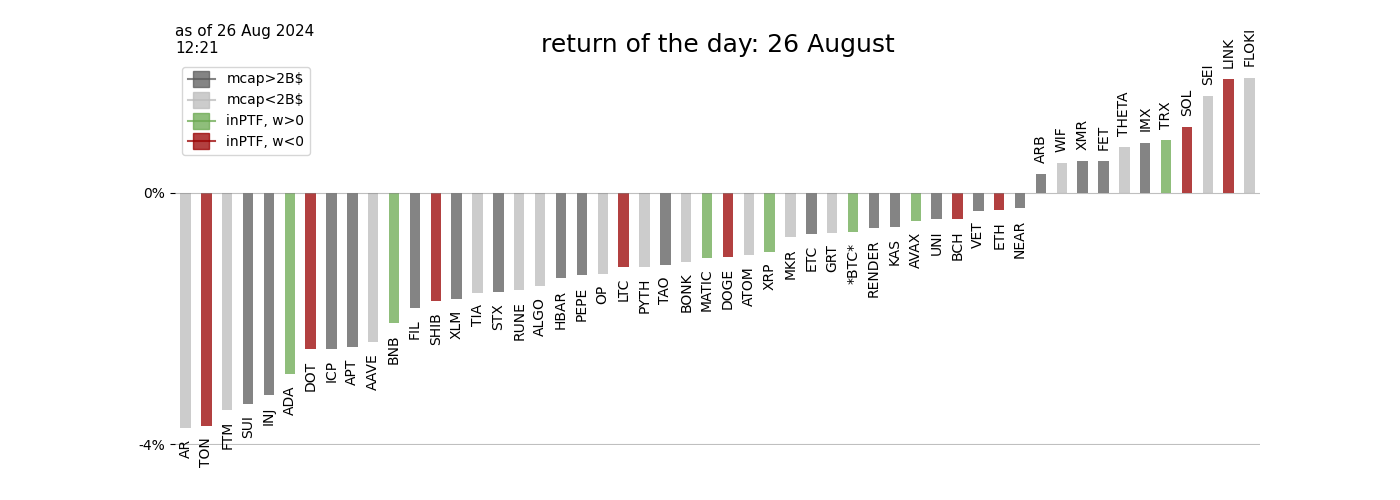 as of 26 Aug 2024
12:21
return of the day: 26 August
mcap>2B$
mcap<2B$
inPTF, w>0
inPTF, w<0
0%
-4%
AR
TON
FTM
SUI
INJ
ADA
DOT
ICP
APT
AAVE
BNB
FIL
SHIB
XLM
TIA
STX
RUNE
ALGO
HBAR
PEPE
OP
LTC
PYTH
TAO
BONK
MATIC
DOGE
ATOM
XRP
MKR
ETC
GRT
*BTC*
RENDER
KAS
AVAX
UNI
BCH
VET
ETH
NEAR
ARB
WIF
XMR
FET
THETA
IMX
TRX
SOL
SEI
LINK
FLOKI